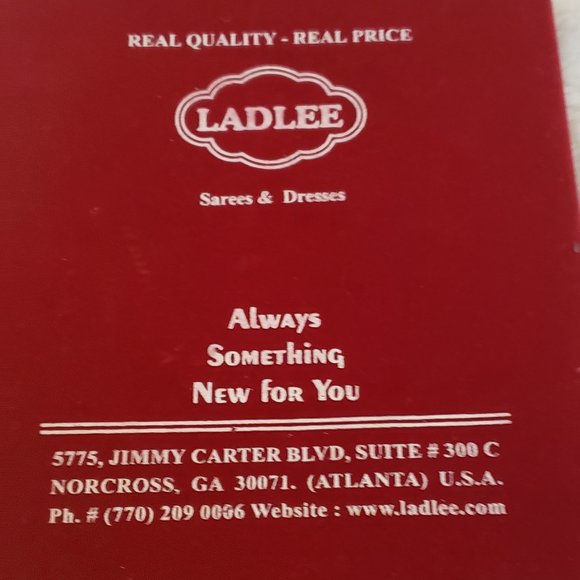 REAL QUALITY - REAL PRICE
LADLEE
Sarees & Dresses
Always
Something
New for You
5775, JIMMY CARTER BLVD, SUITE # 300 C
NORCROSS, GA 30071. (ATLANTA) U.S.A.
Ph. # (770) 209 0006 Website : www.ladlee.com